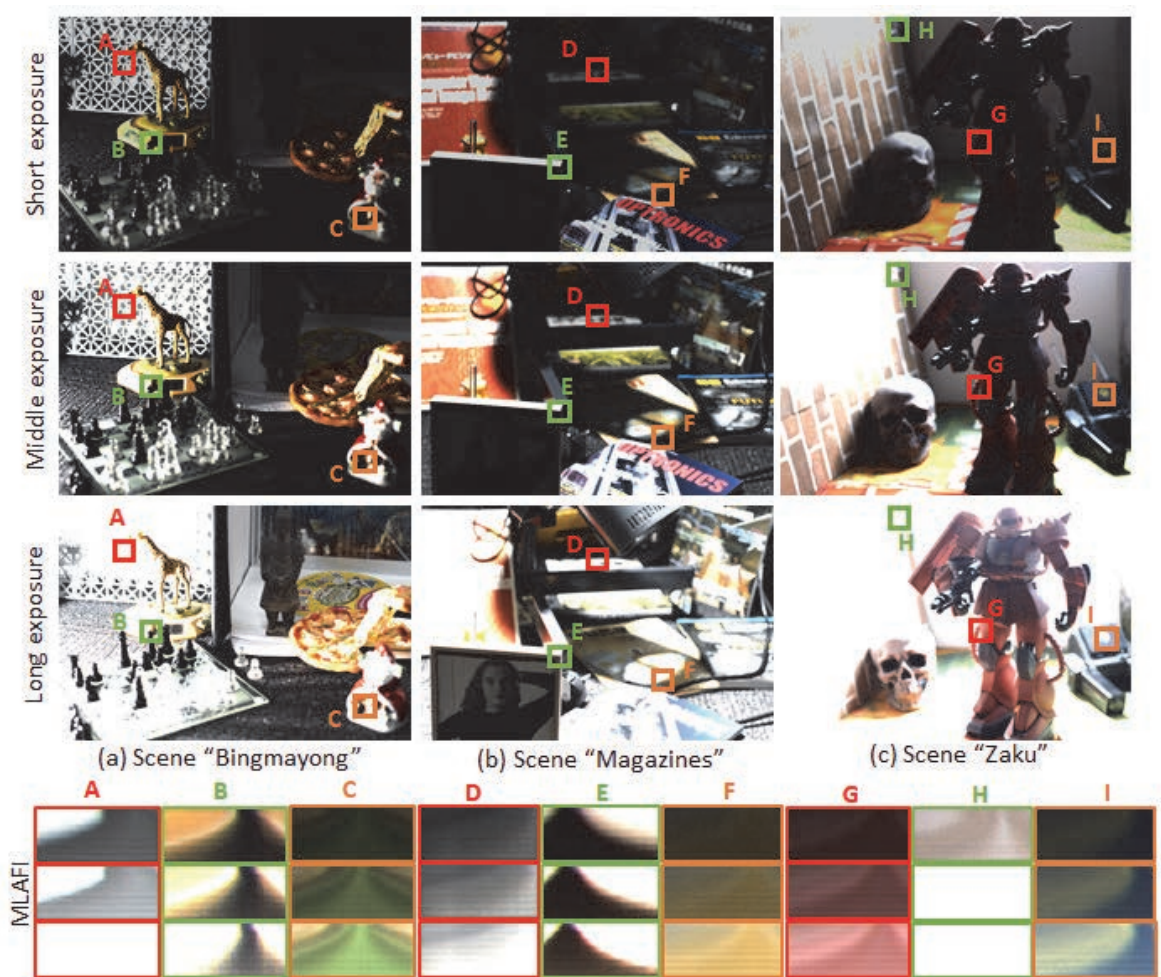 Short exposure
A
B
C
D
E
F
OPTRONICS
H
G
I
Middle exposure
A
B
C
D
E
F
OPTRONICS
H
G
I
Long exposure
A
B
C
D
E
F
H
G
I
(a) Scene “Bingmayong”
(b) Scene “Magazines”
(c) Scene “Zaku”
A B C D E F G H I
MLAFI